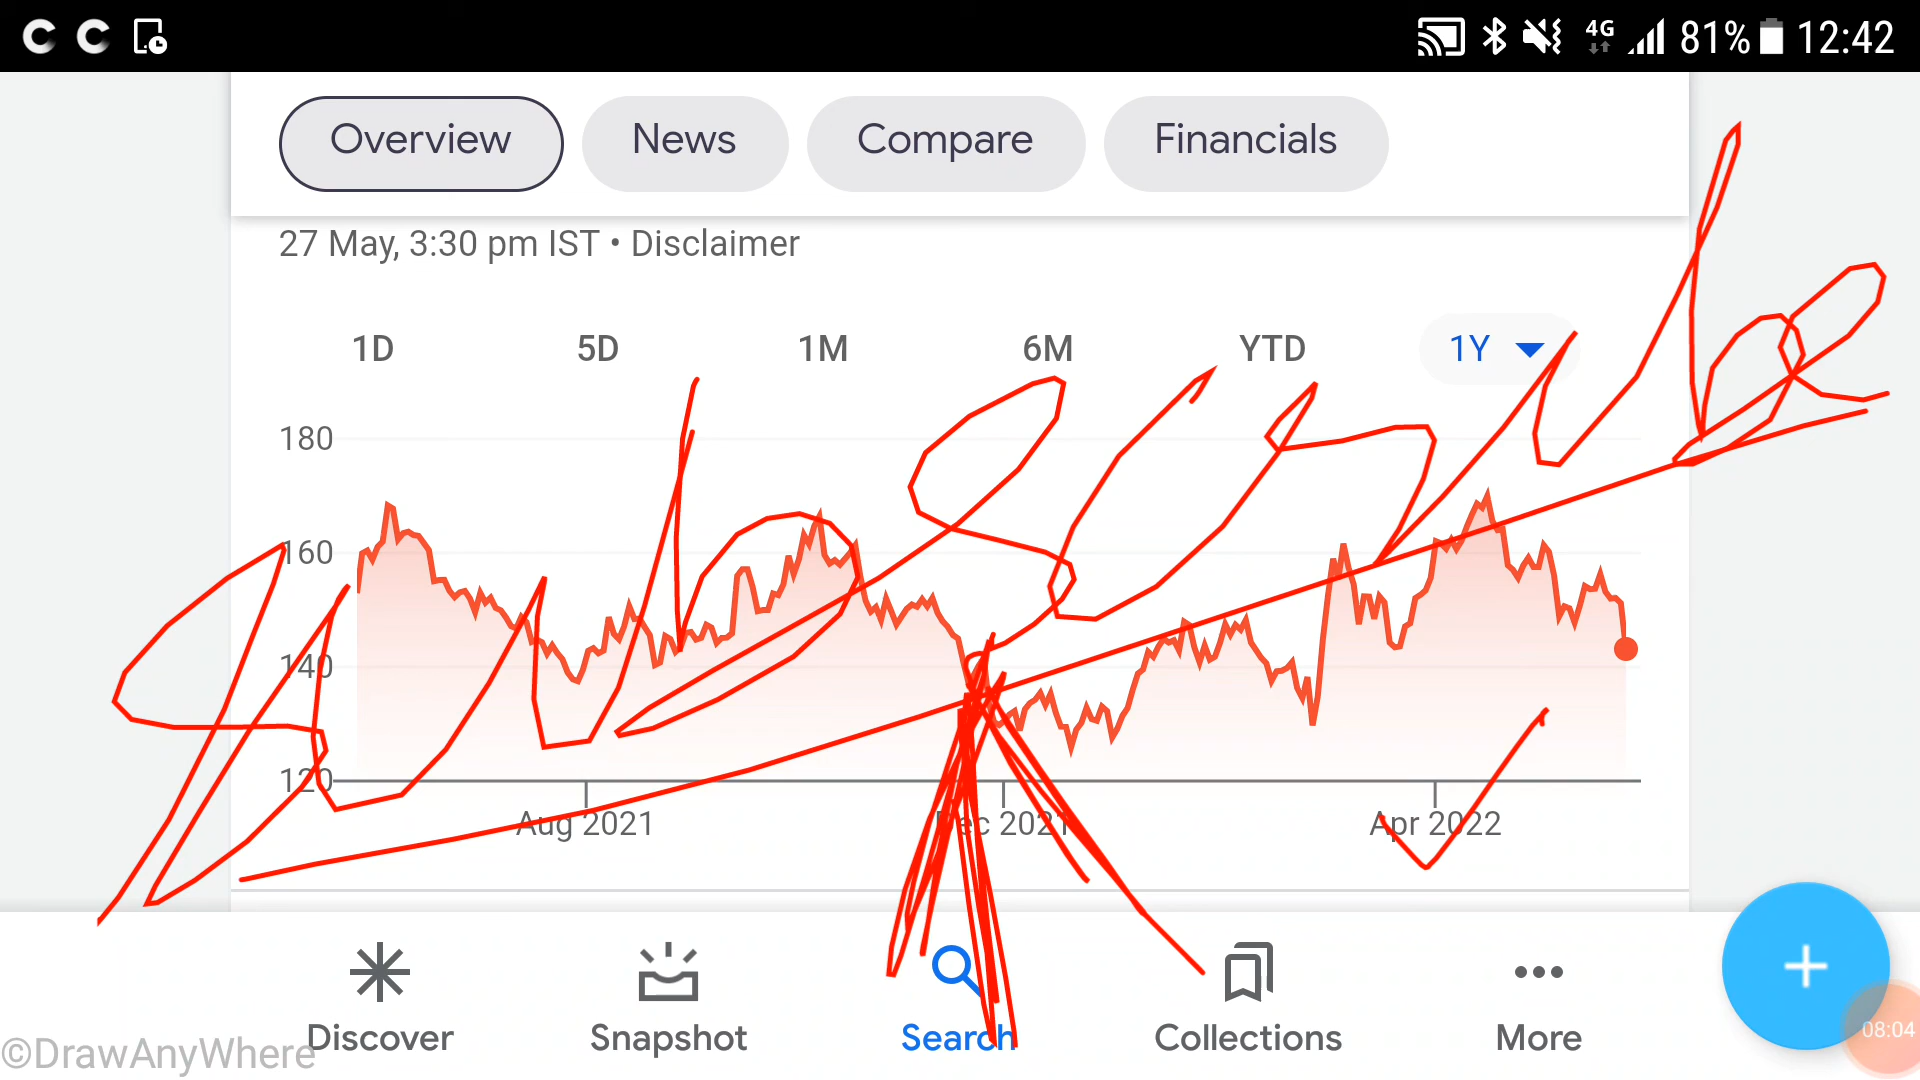 4G 81% 12:42
Overview News Compare Financials
27 May, 3:30 pm IST • Disclaimer
1D 5D 1M 6M YTD 1Y
180
160
140
120
Aug 2021 Dec 2021 Apr 2022
subscribe
Discover Snapshot Search Collections More
08:04
©DrawAnyWhere